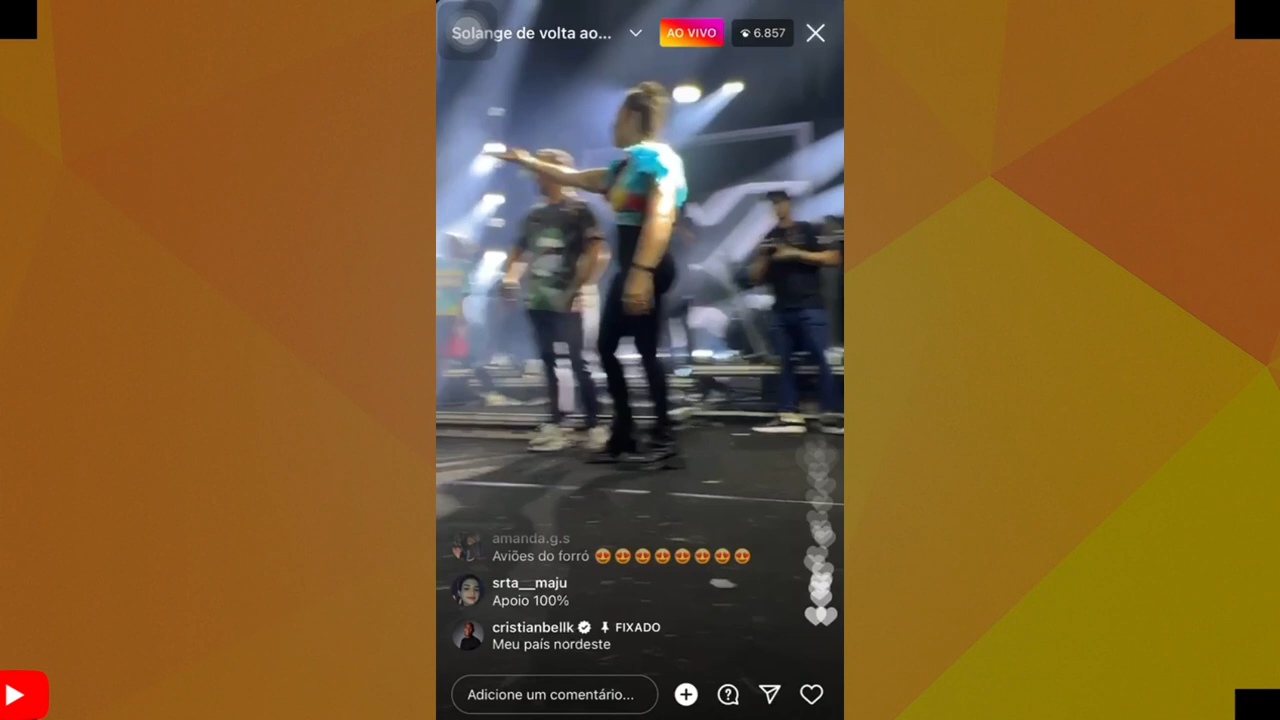 Solange de volta ao...
AO VIVO
6.857
amanda.g.s
Aviões do forró 😍😍😍😍😍😍😍😍
srta__maju
Apoio 100%
cristianbellk FIXADO
Meu país nordeste
Adicione um comentário...